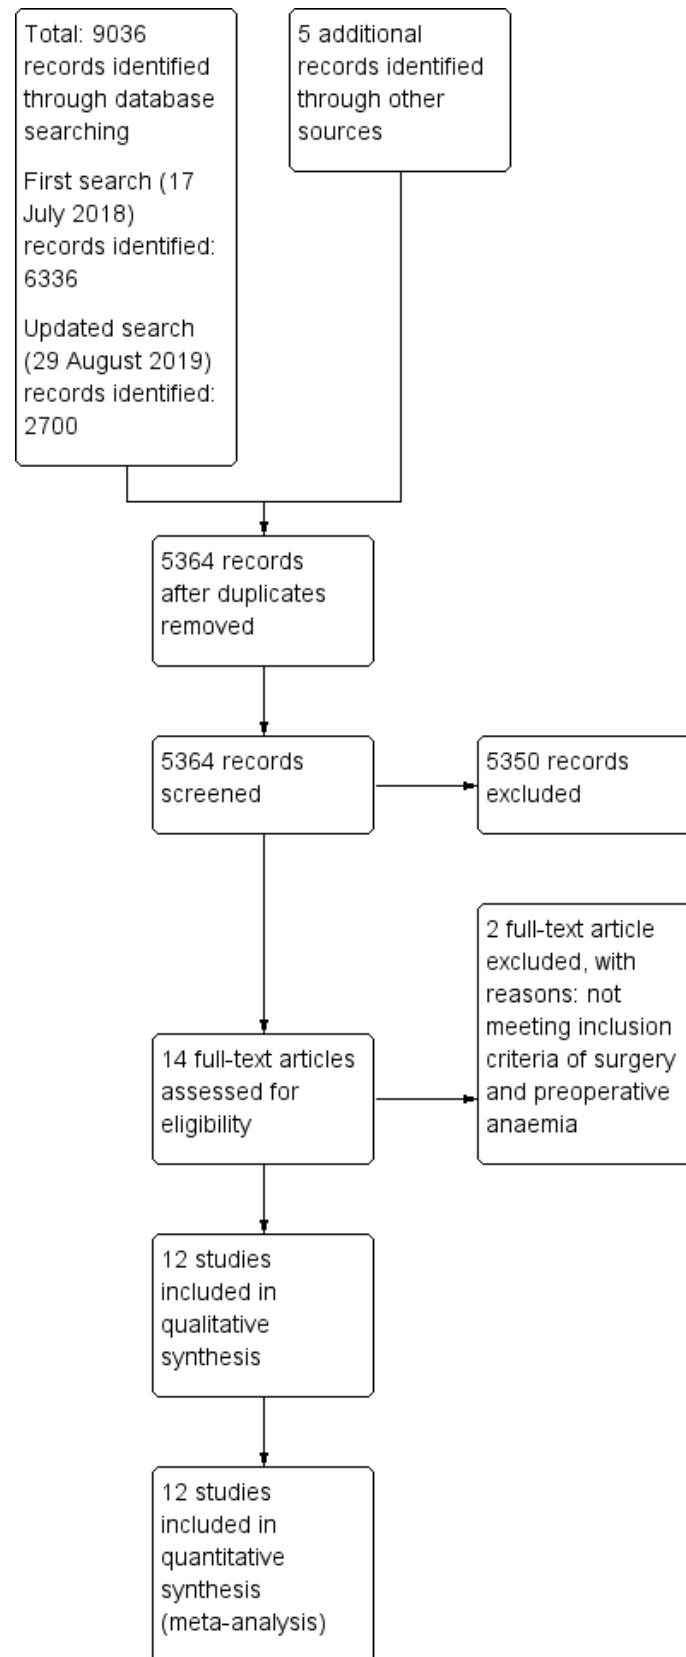 Total: 9036
records identified
through database
searching
First search (17
July 2018)
records identified:
6336
Updated search
(29 August 2019)
records identified:
2700
5 additional
records identified
through other
sources
5364 records
after duplicates
removed
5364 records
screened
5350 records
excluded
2 full-text article
excluded, with
reasons: not
meeting inclusion
criteria of surgery
and preoperative
anaemia
14 full-text articles
assessed for
eligibility
12 studies
included in
qualitative
synthesis
12 studies
included in
quantitative
synthesis
(meta-analysis)